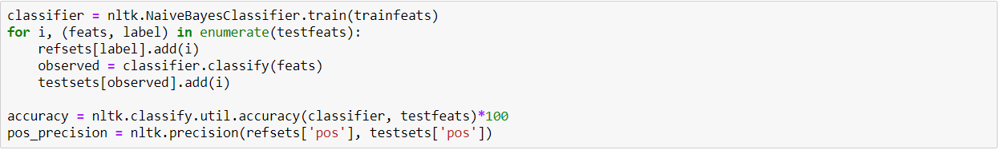 classifier = nltk.NaiveBayesClassifier.train(trainfeats)
for i, (feats, label) in enumerate(testfeats):
    refsets[label].add(i)
    observed = classifier.classify(feats)
    testsets[observed].add(i)

accuracy = nltk.classify.util.accuracy(classifier, testfeats)*100
pos_precision = nltk.precision(refsets['pos'], testsets['pos'])